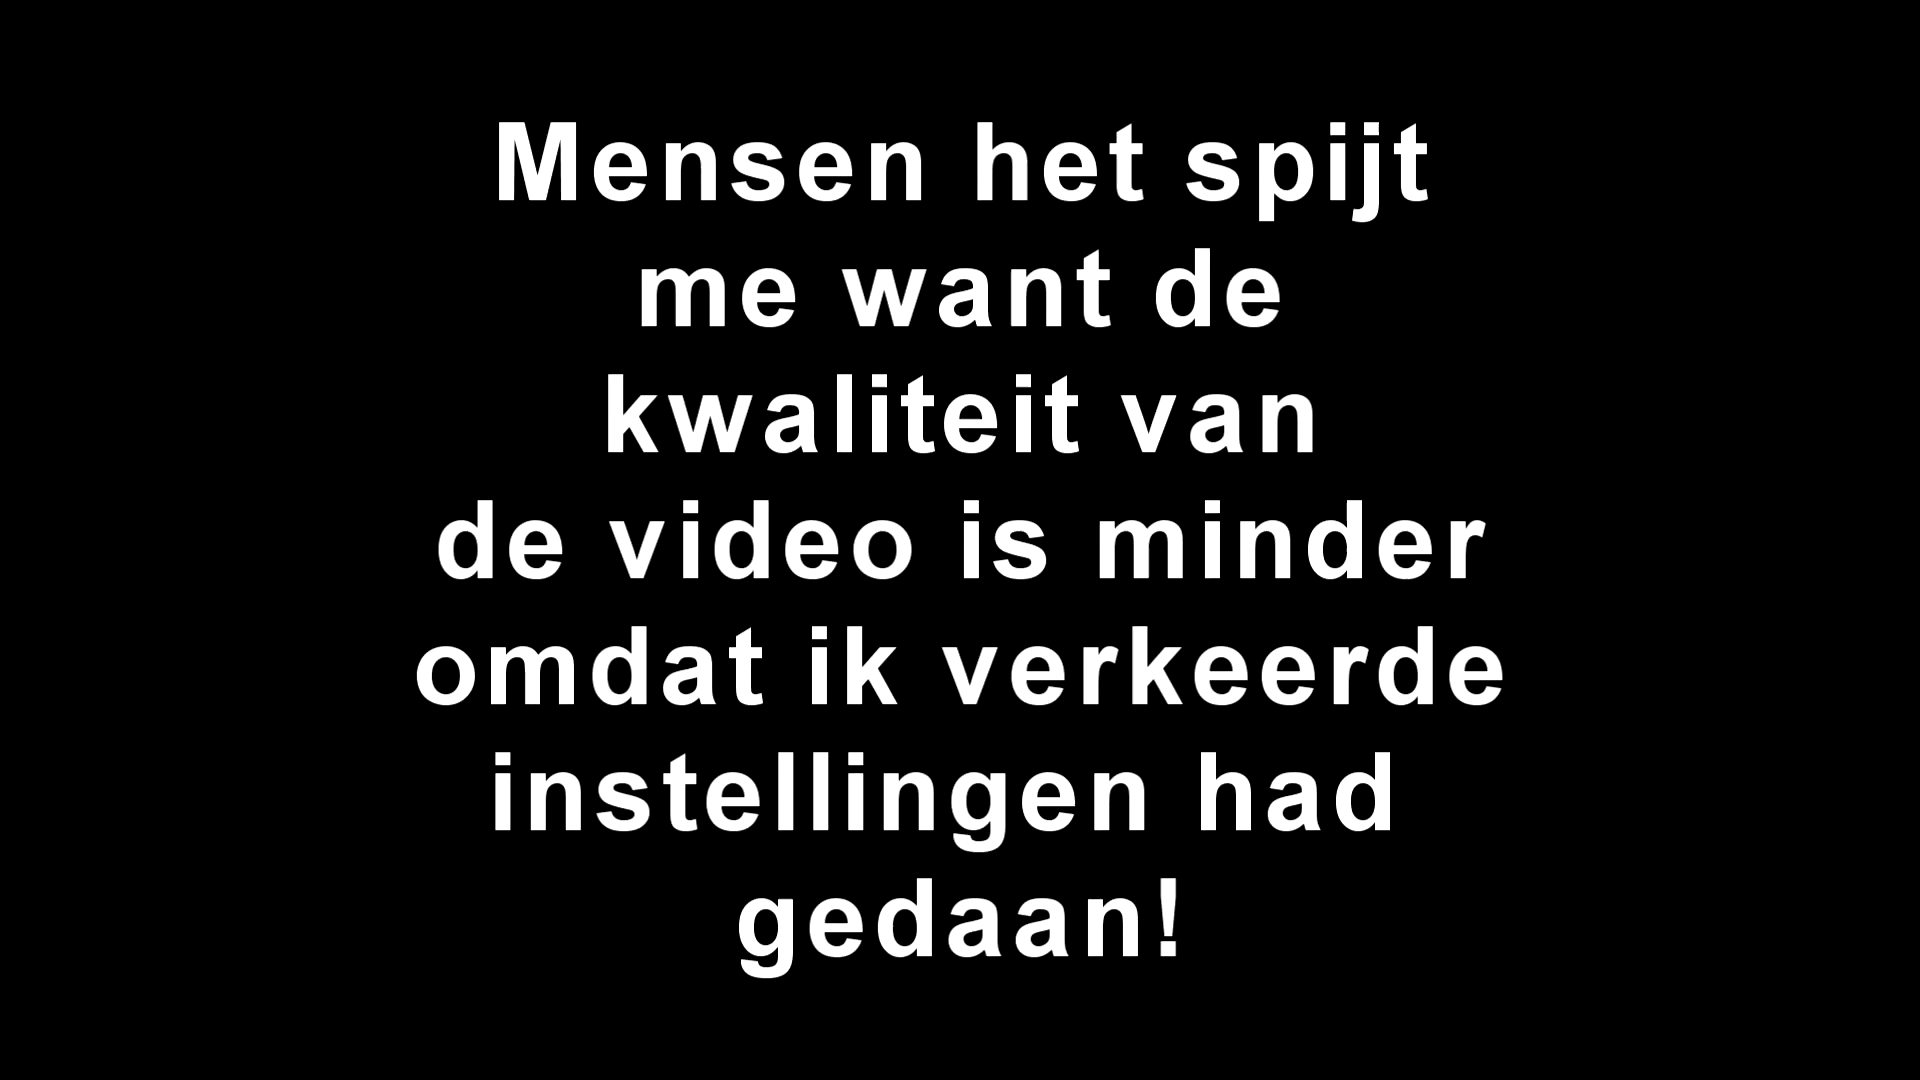 Mensen het spijt
me want de
kwaliteit van
de video is minder
omdat ik verkeerde
instellingen had
gedaan!